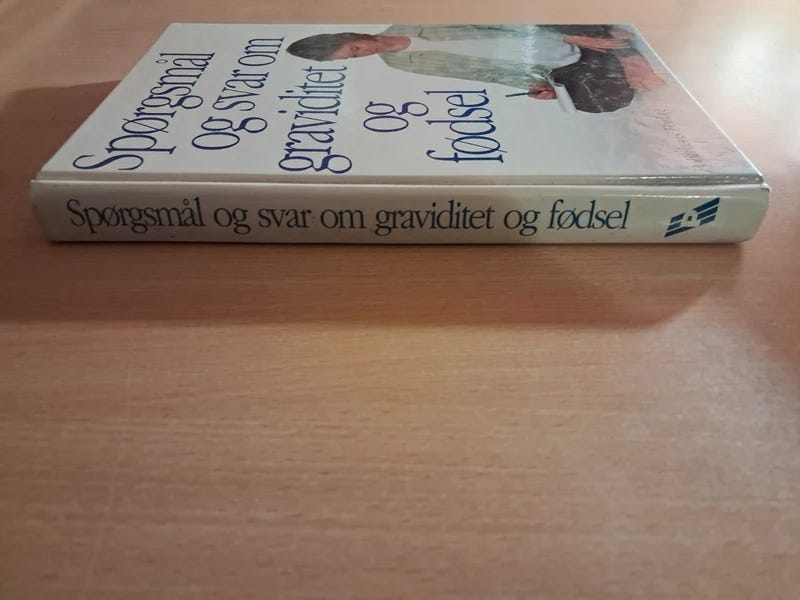 Spørgsmål
og svar om
graviditet
og
fødsel
Spørgsmål og svar om graviditet og fødsel
A